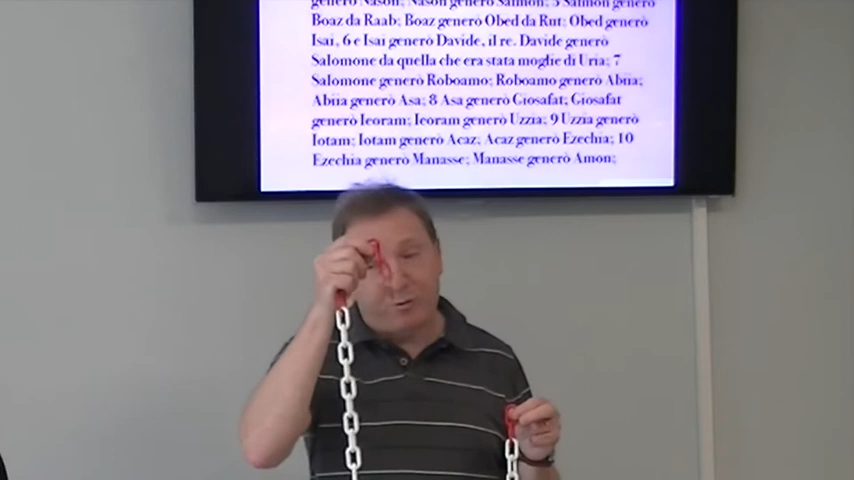 generò Nason; Nason generò Salmon; 5 Salmon generò
Boaz da Raab; Boaz generò Obed da Rut; Obed generò
Isai, 6 e Isai generò Davide, il re. Davide generò
Salomone da quella che era stata moglie di Uria; 7
Salomone generò Roboamo; Roboamo generò Abiia;
Abiia generò Asa; 8 Asa generò Giosafat; Giosafat
generò Ieoram; Ieoram generò Uzzia; 9 Uzzia generò
Iotam; Iotam generò Acaz; Acaz generò Ezechia; 10
Ezechia generò Manasse; Manasse generò Amon;